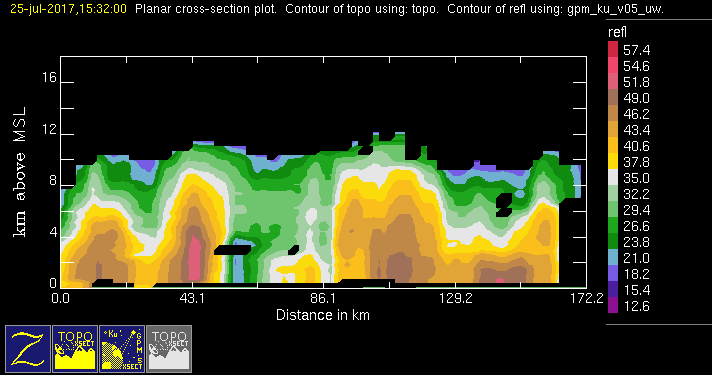 25-jul-2017,15:32:00 Planar cross-section plot. Contour of topo using: topo. Contour of refl using: gpm_ku_v05_uw.
refl
57.4
54.6
51.8
49.0
46.2
43.4
40.6
37.8
35.0
32.2
29.4
26.6
23.8
21.0
18.2
15.4
12.6
km above MSL
16
12
8
4
0
0.0 43.1 86.1 129.2 172.2
Distance in km
Z
TOPO XSECT
"Ku" GPM'S XSECT
TOPO XSECT